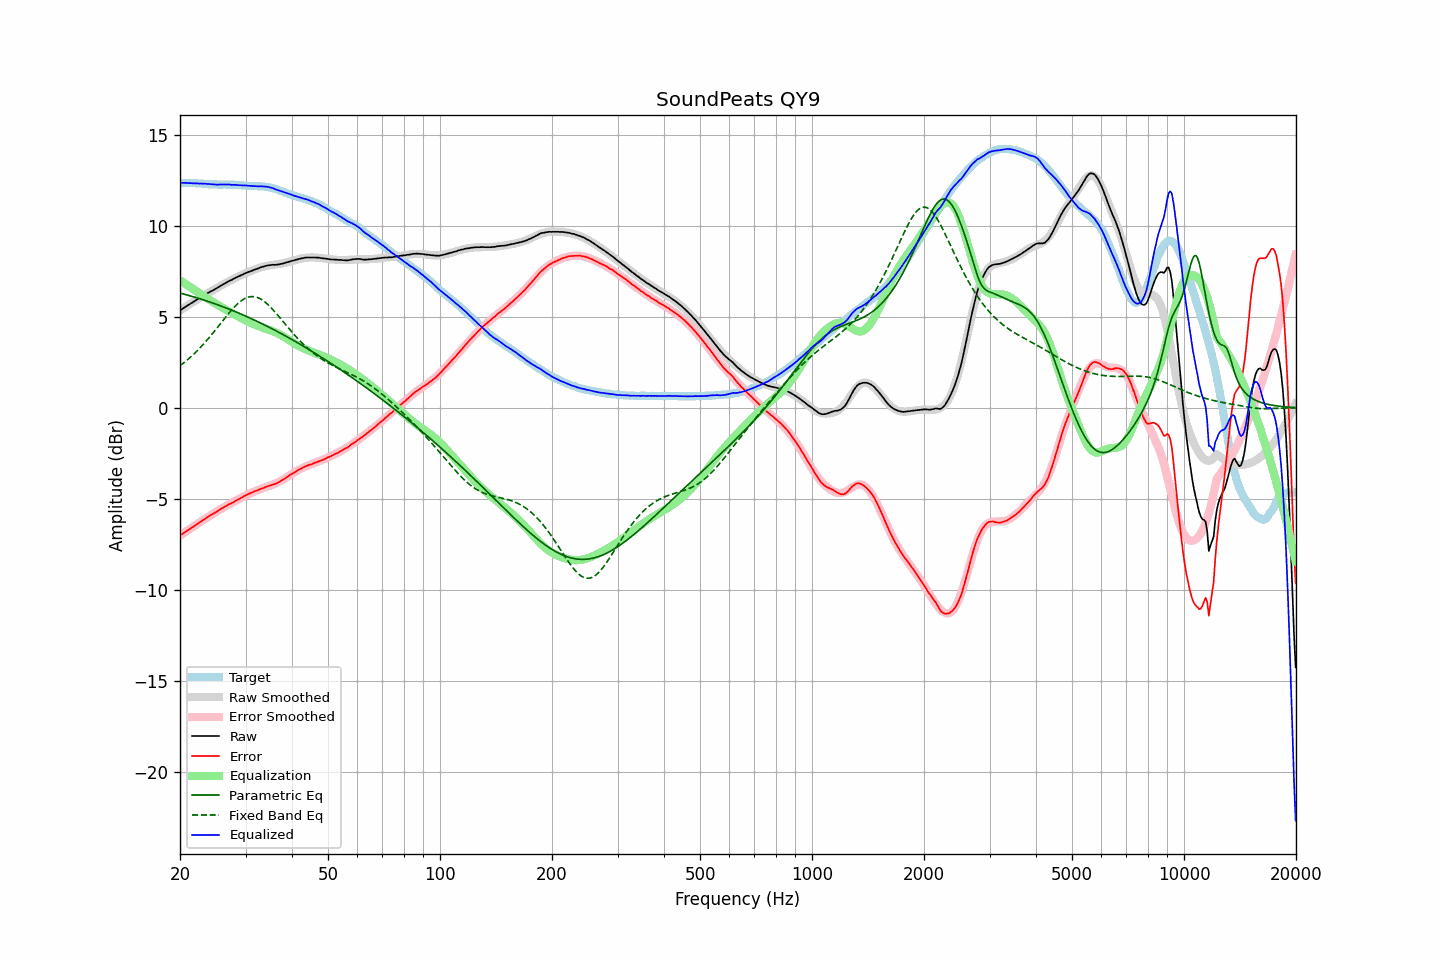 SoundPeats QY9
15
10
5
0
−5
−10
−15
−20
Amplitude (dBr)
Target
Raw Smoothed
Error Smoothed
Raw
Error
Equalization
Parametric Eq
Fixed Band Eq
Equalized
20 50 100 200 500 1000 2000 5000 10000 20000
Frequency (Hz)